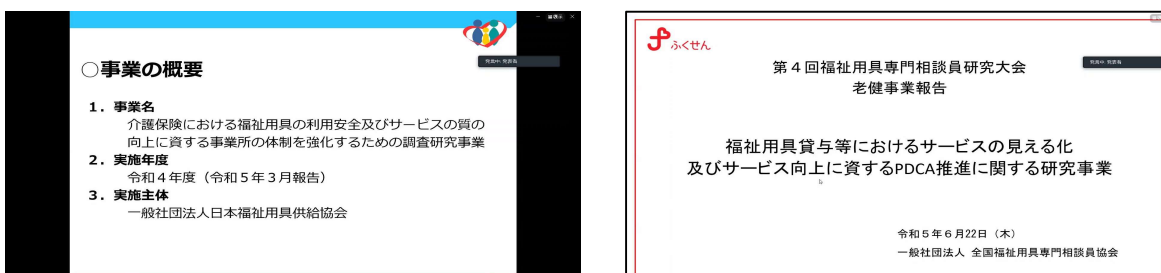 ○事業の概要
1. 事業名
介護保険における福祉用具の利用安全及びサービスの質の
向上に資する事業所の体制を強化するための調査研究事業
2. 実施年度
令和4年度（令和5年3月報告）
3. 実施主体
一般社団法人日本福祉用具供給協会
ふくせん
第4回福祉用具専門相談員研究大会
老健事業報告
福祉用具貸与等におけるサービスの見える化
及びサービス向上に資するPDCA推進に関する研究事業
令和5年6月22日（木）
一般社団法人 全国福祉用具専門相談員協会